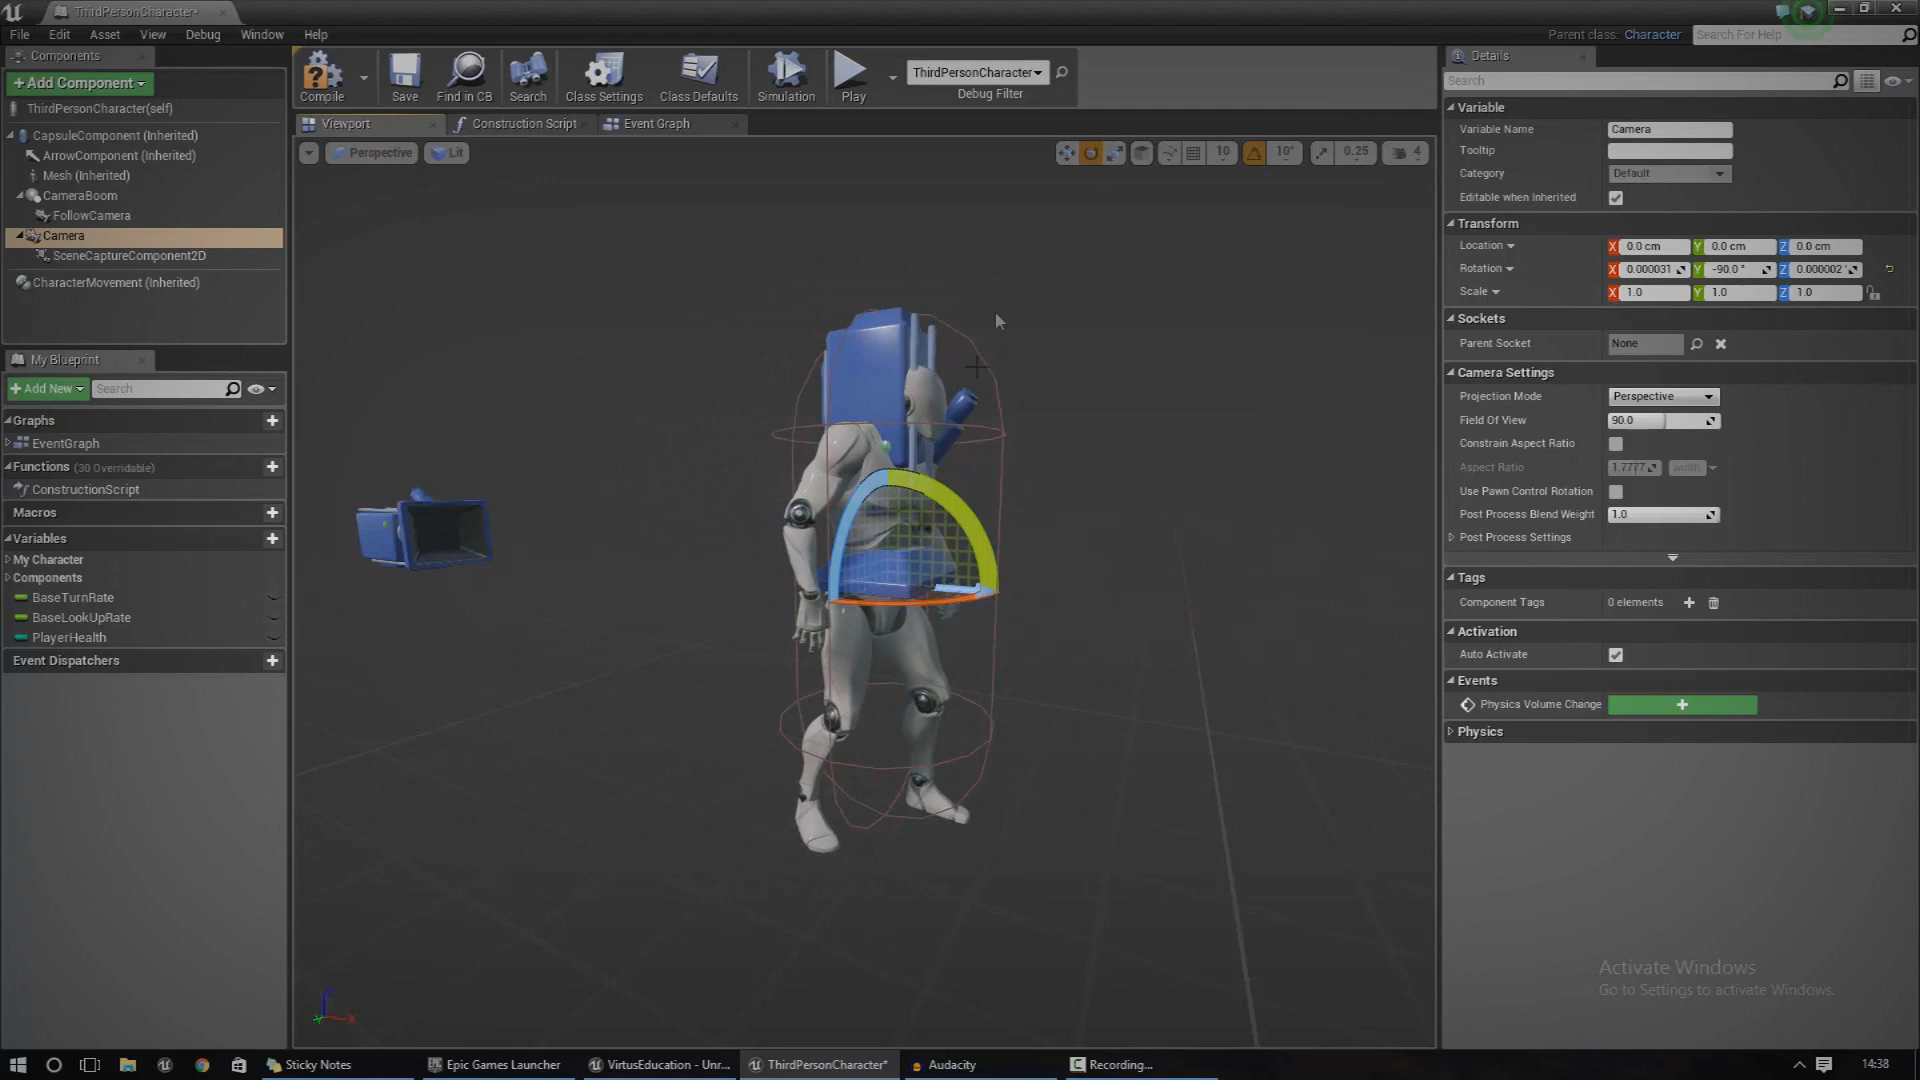 ThirdPersonCharacter*
File Edit Asset View Debug Window Help
Parent class: Character
Search For Help
Components
+Add Component
ThirdPersonCharacter(self)
CapsuleComponent (Inherited)
ArrowComponent (Inherited)
Mesh (Inherited)
CameraBoom
FollowCamera
Camera
SceneCaptureComponent2D
CharacterMovement (Inherited)
My Blueprint
+Add New
Search
Graphs
EventGraph
Functions (30 Overridable)
ConstructionScript
Macros
Variables
My Character
Components
BaseTurnRate
BaseLookUpRate
PlayerHealth
Event Dispatchers
Compile
Save
Find in CB
Search
Class Settings
Class Defaults
Simulation
Play
ThirdPersonCharacter
Debug Filter
Viewport
Construction Script
Event Graph
Perspective
Lit
10
10°
0.25
4
Details
Search
Variable
Variable Name Camera
Tooltip
Category Default
Editable when Inherited
Transform
Location X 0.0 cm Y 0.0 cm Z 0.0 cm
Rotation X 0.000031 Y -90.0 ° Z 0.000002 °
Scale X 1.0 Y 1.0 Z 1.0
Sockets
Parent Socket None
Camera Settings
Projection Mode Perspective
Field Of View 90.0
Constrain Aspect Ratio
Aspect Ratio 1.7777 width
Use Pawn Control Rotation
Post Process Blend Weight 1.0
Post Process Settings
Tags
Component Tags 0 elements
Activation
Auto Activate
Events
Physics Volume Change +
Physics
Activate Windows
Go to Settings to activate Windows.
Sticky Notes
Epic Games Launcher
VirtusEducation - Unr...
ThirdPersonCharacter*
Audacity
Recording...
14:38